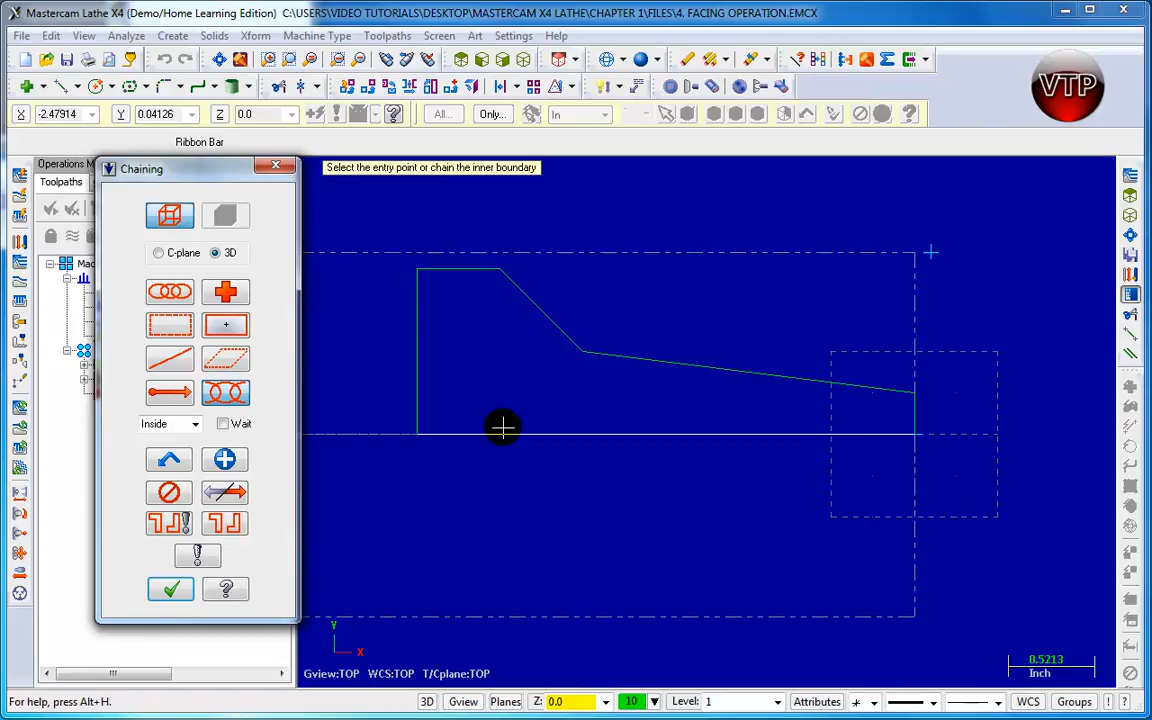 Mastercam Lathe X4 (Demo/Home Learning Edition) C:\USERS\VIDEO TUTORIALS\DESKTOP\MASTERCAM X4 LATHE\CHAPTER 1\FILES\4. FACING OPERATION.EMCX
File Edit View Analyze Create Solids Xform Machine Type Toolpaths Screen Art Settings Help
VTP
X -2.47914 Y 0.04126 Z 0.0 All... Only... In
Ribbon Bar
Operations M
Chaining
Select the entry point or chain the inner boundary
Toolpaths
C-plane 3D
Mac
Inside Wait
Y
X
0.5213
Inch
Gview:TOP WCS:TOP T/Cplane:TOP
For help, press Alt+H.
3D Gview Planes Z: 0.0 10 Level: 1 Attributes WCS Groups ! ?